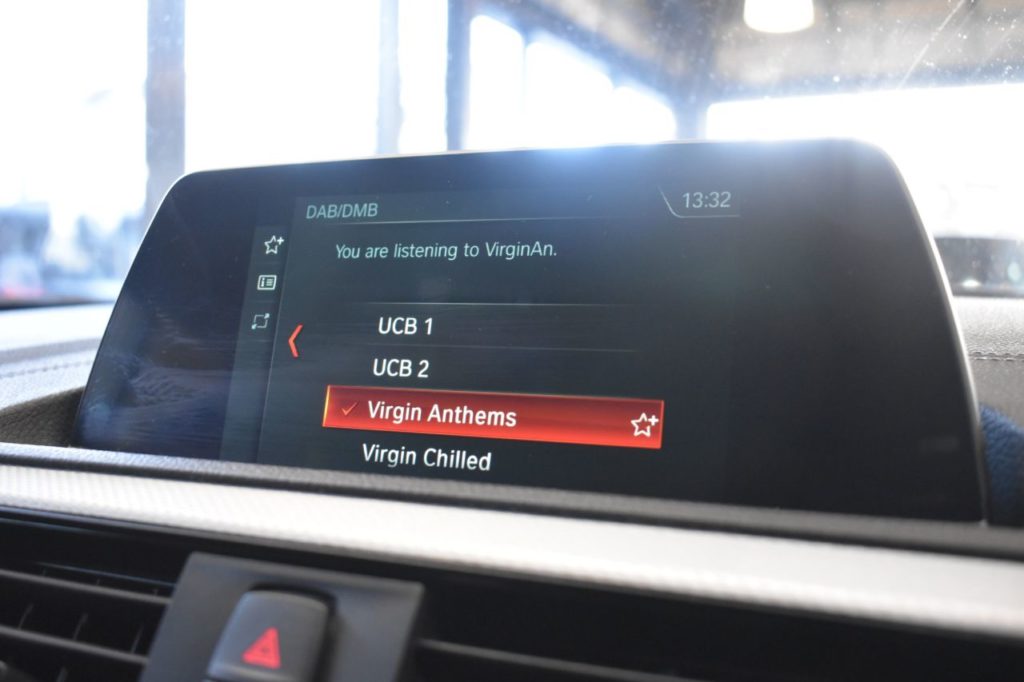 DAB/DMB
13:32
You are listening to VirginAn.
UCB 1
UCB 2
Virgin Anthems
Virgin Chilled